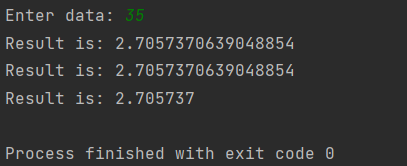 Enter data: 35
Result is: 2.7057370639048854
Result is: 2.7057370639048854
Result is: 2.705737
Process finished with exit code 0